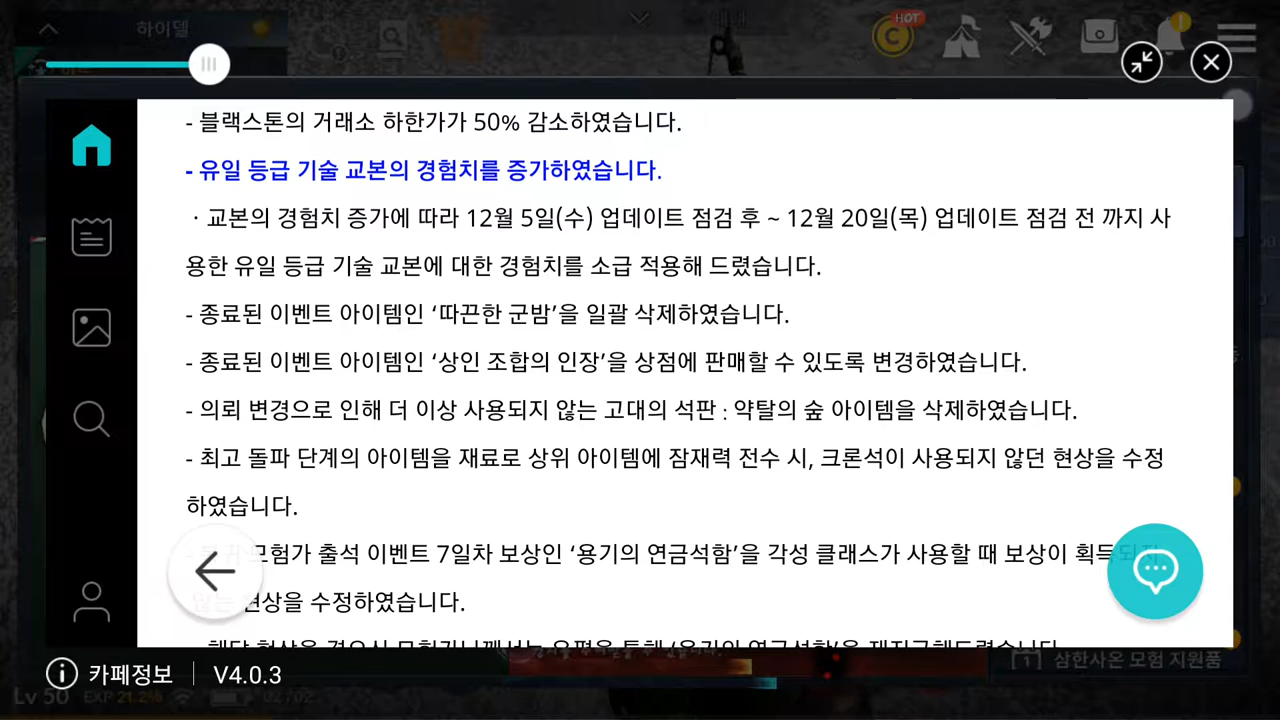 하이델
HOT
- 블랙스톤의 거래소 하한가가 50% 감소하였습니다.
- 유일 등급 기술 교본의 경험치를 증가하였습니다.
· 교본의 경험치 증가에 따라 12월 5일(수) 업데이트 점검 후 ~ 12월 20일(목) 업데이트 점검 전 까지 사
용한 유일 등급 기술 교본에 대한 경험치를 소급 적용해 드렸습니다.
- 종료된 이벤트 아이템인 ‘따끈한 군밤’을 일괄 삭제하였습니다.
- 종료된 이벤트 아이템인 ‘상인 조합의 인장’을 상점에 판매할 수 있도록 변경하였습니다.
- 의뢰 변경으로 인해 더 이상 사용되지 않는 고대의 석판 : 약탈의 숲 아이템을 삭제하였습니다.
- 최고 돌파 단계의 아이템을 재료로 상위 아이템에 잠재력 전수 시, 크론석이 사용되지 않던 현상을 수정
하였습니다.
모험가 출석 이벤트 7일차 보상인 ‘용기의 연금석함’을 각성 클래스가 사용할 때 보상이 획득되지
않는 현상을 수정하였습니다.
삼한사온 모험 지원품
카페정보 V4.0.3
Lv 50 EXP 21.2% 02/02